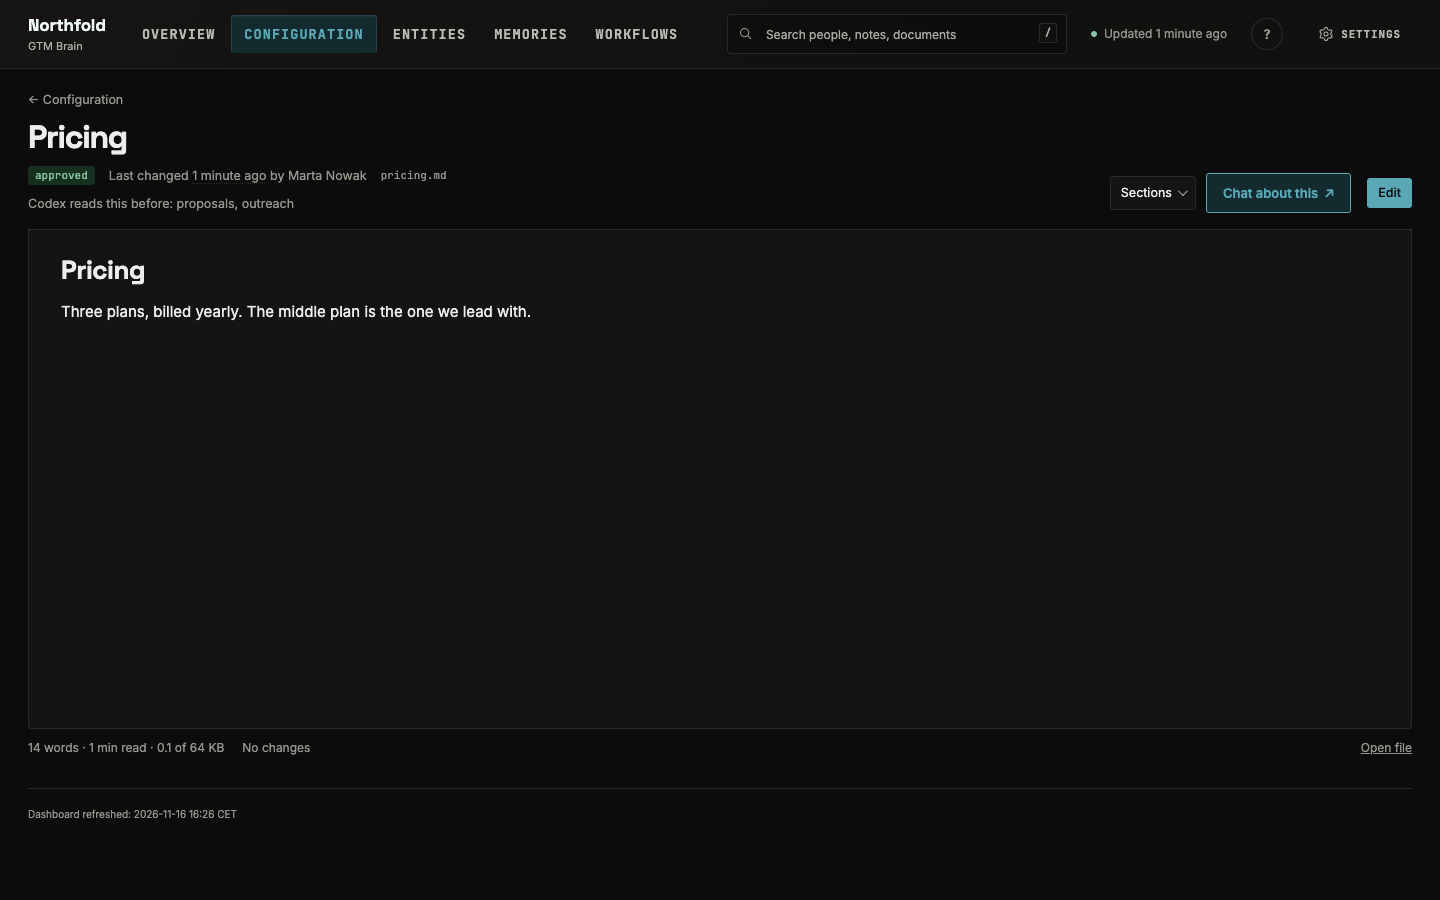 Northfold
GTM Brain
OVERVIEW
CONFIGURATION
ENTITIES
MEMORIES
WORKFLOWS
Search people, notes, documents
/
Updated 1 minute ago
?
SETTINGS
← Configuration
Pricing
approved
Last changed 1 minute ago by Marta Nowak
pricing.md
Codex reads this before: proposals, outreach
Sections
Chat about this ↗
Edit
Pricing
Three plans, billed yearly. The middle plan is the one we lead with.
14 words · 1 min read · 0.1 of 64 KB
No changes
Open file
Dashboard refreshed: 2026-11-16 16:26 CET